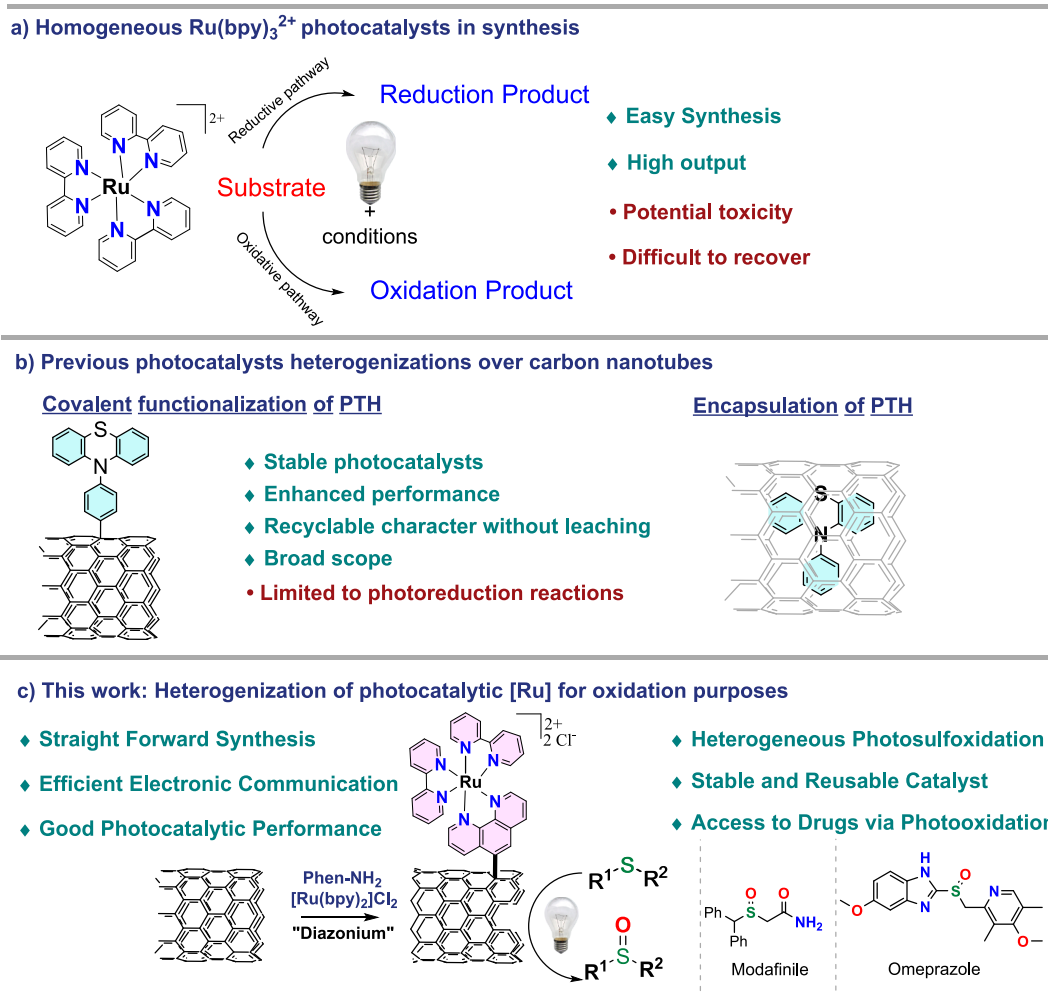 a) Homogeneous Ru(bpy)₃²⁺ photocatalysts in synthesis
Reductive pathway
Reduction Product
2+
N
N
N
Ru
N
N
N
Substrate
+
conditions
Oxidative pathway
Oxidation Product
♦ Easy Synthesis
♦ High output
• Potential toxicity
• Difficult to recover
b) Previous photocatalysts heterogenizations over carbon nanotubes
Covalent functionalization of PTH
Encapsulation of PTH
S
N
♦ Stable photocatalysts
♦ Enhanced performance
♦ Recyclable character without leaching
♦ Broad scope
• Limited to photoreduction reactions
S
N
c) This work: Heterogenization of photocatalytic [Ru] for oxidation purposes
♦ Straight Forward Synthesis
♦ Efficient Electronic Communication
♦ Good Photocatalytic Performance
2+
2 Cl⁻
N
N
N
Ru
N
N
N
♦ Heterogeneous Photosulfoxidation
♦ Stable and Reusable Catalyst
♦ Access to Drugs via Photooxidation
Phen-NH₂
[Ru(bpy)₂]Cl₂
"Diazonium"
R¹ S R²
O
R¹ S R²
O
O
Ph S NH₂
Ph
Modafinile
H
N
O
S
N
N
O
O
Omeprazole